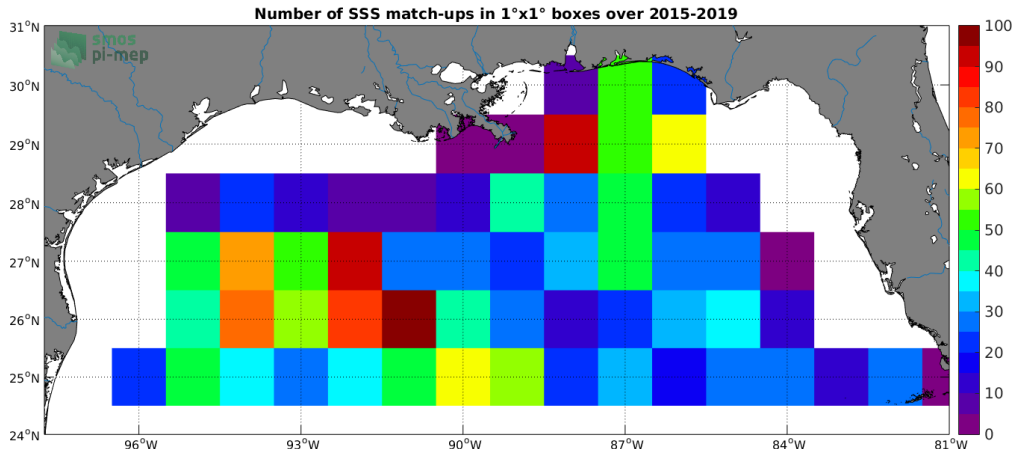 Number of SSS match-ups in 1°x1° boxes over 2015-2019
smos
pi-mep
31°N
30°N
29°N
28°N
27°N
26°N
25°N
24°N
96°W
93°W
90°W
87°W
84°W
81°W
100
90
80
70
60
50
40
30
20
10
0